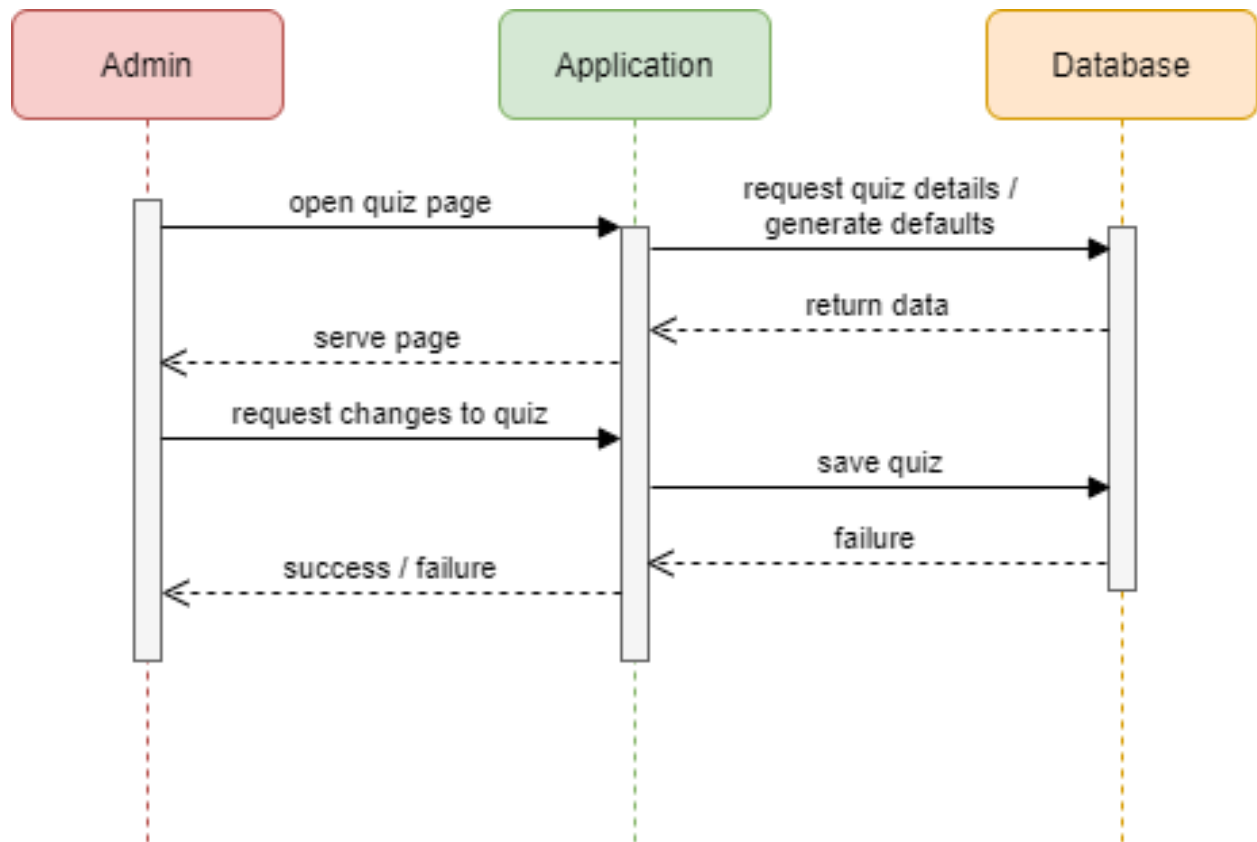 Admin
Application
Database
open quiz page
request quiz details /
generate defaults
return data
serve page
request changes to quiz
save quiz
failure
success / failure